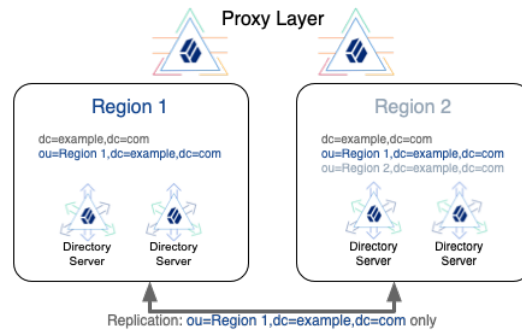 Proxy Layer
Region 1
dc=example,dc=com
ou=Region 1,dc=example,dc=com
Directory
Server
Directory
Server
Region 2
dc=example,dc=com
ou=Region 1,dc=example,dc=com
ou=Region 2,dc=example,dc=com
Directory
Server
Directory
Server
Replication: ou=Region 1,dc=example,dc=com only